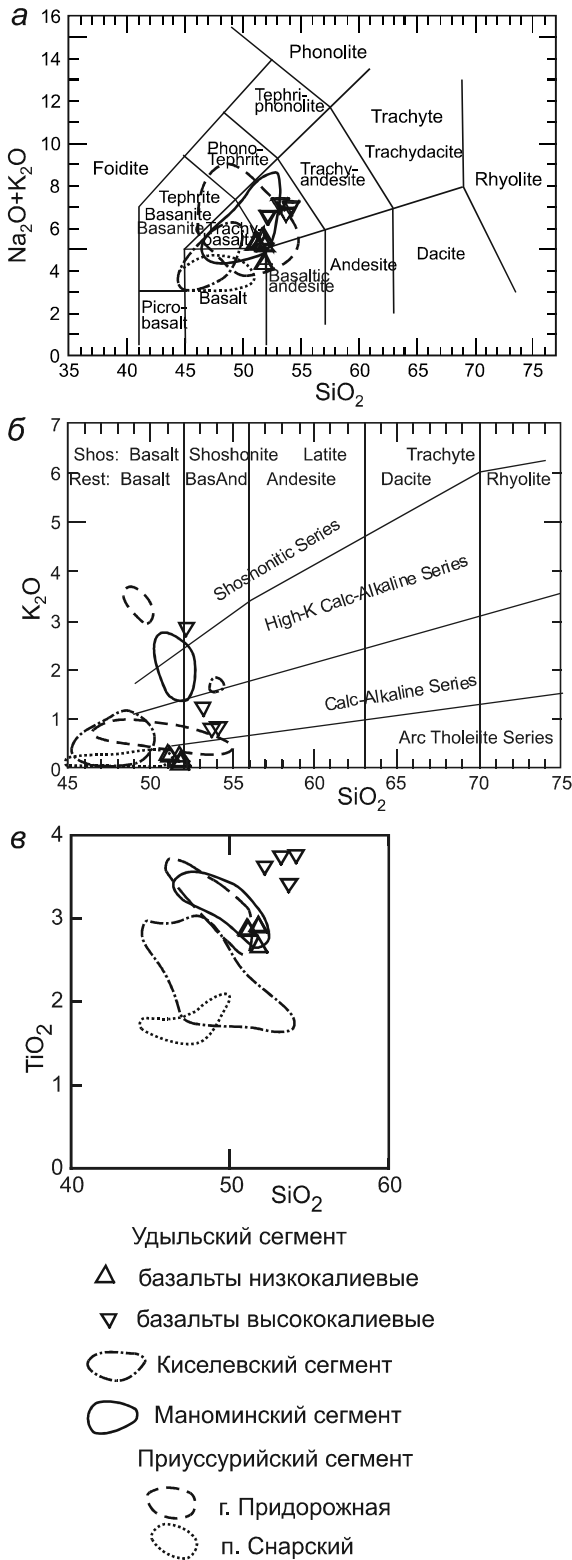 а
16
14
12
10
8
6
4
2
0
Na2O+K2O
Phonolite
Tephri-
phonolite
Trachyte
Foidite
Phono-
Tephrite
Trachy-
andesite
Trachydacite
Rhyolite
Tephrite
Basanite
Basanite
Trachy-
basalt
Basalt
Basaltic
andesite
Andesite
Dacite
Picro-
basalt
35 40 45 50 55 60 65 70 75
SiO2
б
7
6
5
4
3
2
1
0
K2O
Shos: Basalt Shoshonite Latite Trachyte
Rest: Basalt BasAnd Andesite Dacite Rhyolite
Shoshonitic Series
High-K Calc-Alkaline Series
Calc-Alkaline Series
Arc Tholeiite Series
45 50 55 60 65 70 75
SiO2
в
4
3
2
1
0
TiO2
40 50 60
SiO2
Удыльский сегмент
базальты низкокалиевые
базальты высококалиевые
Киселевский сегмент
Маноминский сегмент
Приуссурийский сегмент
г. Придорожная
п. Снарский